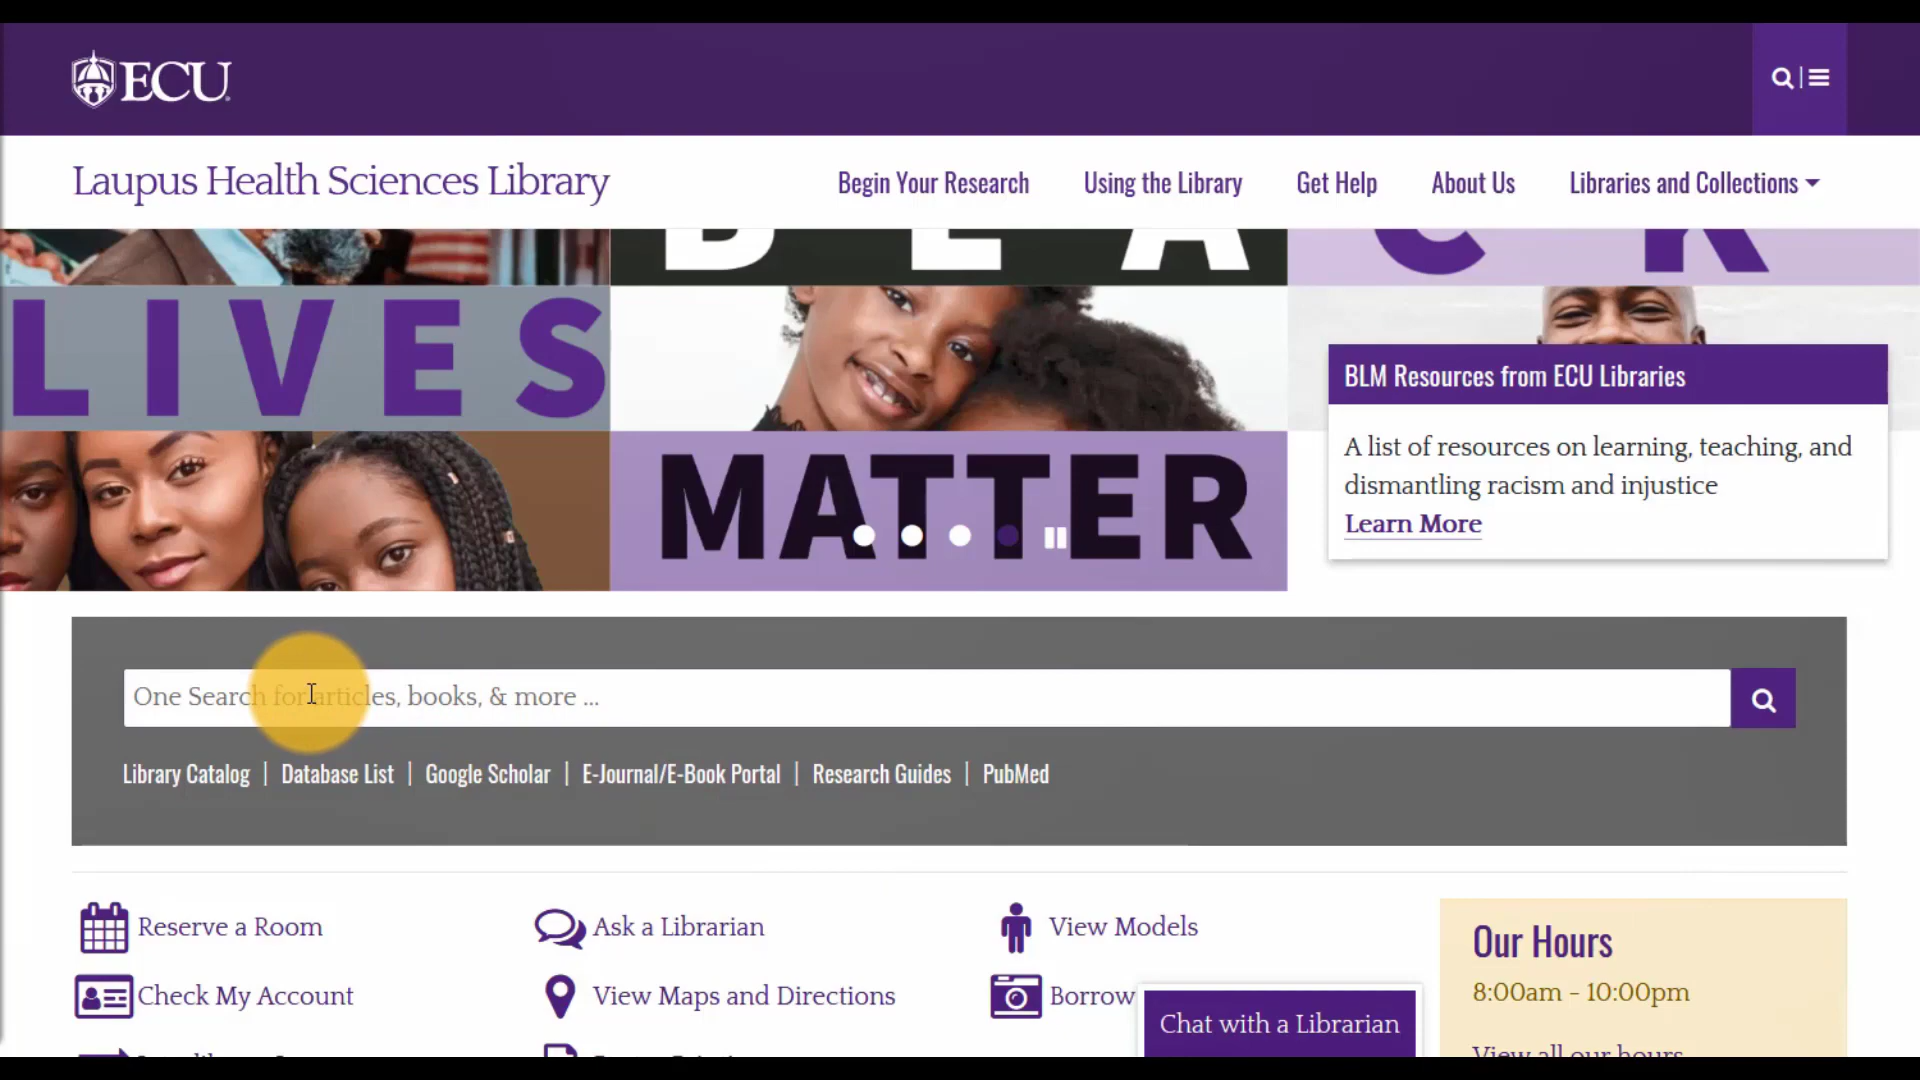 ECU
Laupus Health Sciences Library
Begin Your Research
Using the Library
Get Help
About Us
Libraries and Collections
BLACK
LIVES
MATTER
BLM Resources from ECU Libraries
A list of resources on learning, teaching, and
dismantling racism and injustice
Learn More
One Search for articles, books, & more ...
Library Catalog | Database List | Google Scholar | E-Journal/E-Book Portal | Research Guides | PubMed
Reserve a Room
Ask a Librarian
View Models
Our Hours
Check My Account
View Maps and Directions
Borrow
8:00am - 10:00pm
Chat with a Librarian
View all our hours